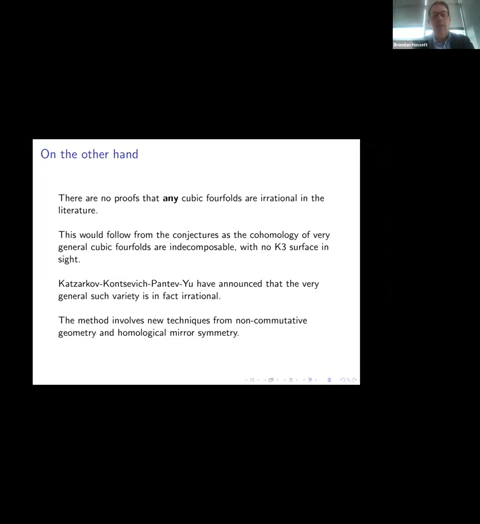 Brendan Hassett
On the other hand
There are no proofs that any cubic fourfolds are irrational in the
literature.
This would follow from the conjectures as the cohomology of very
general cubic fourfolds are indecomposable, with no K3 surface in
sight.
Katzarkov-Kontsevich-Pantev-Yu have announced that the very
general such variety is in fact irrational.
The method involves new techniques from non-commutative
geometry and homological mirror symmetry.